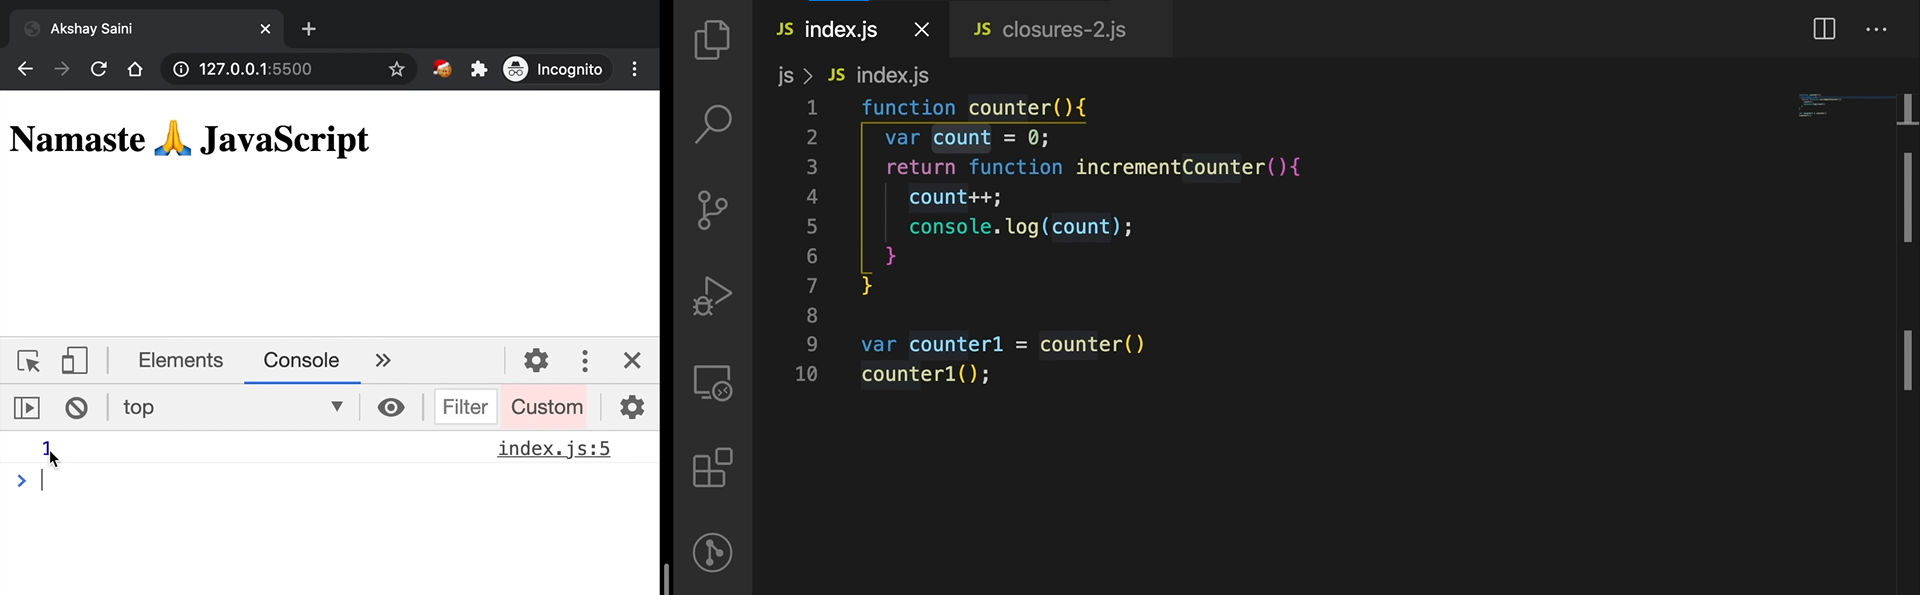 Akshay Saini
127.0.0.1:5500
Incognito
Namaste 🙏 JavaScript
Elements Console
top Filter Custom
1 index.js:5
>
JS index.js JS closures-2.js
js > JS index.js
1 function counter(){
2 var count = 0;
3 return function incrementCounter(){
4 count++;
5 console.log(count);
6 }
7 }
8
9 var counter1 = counter()
10 counter1();